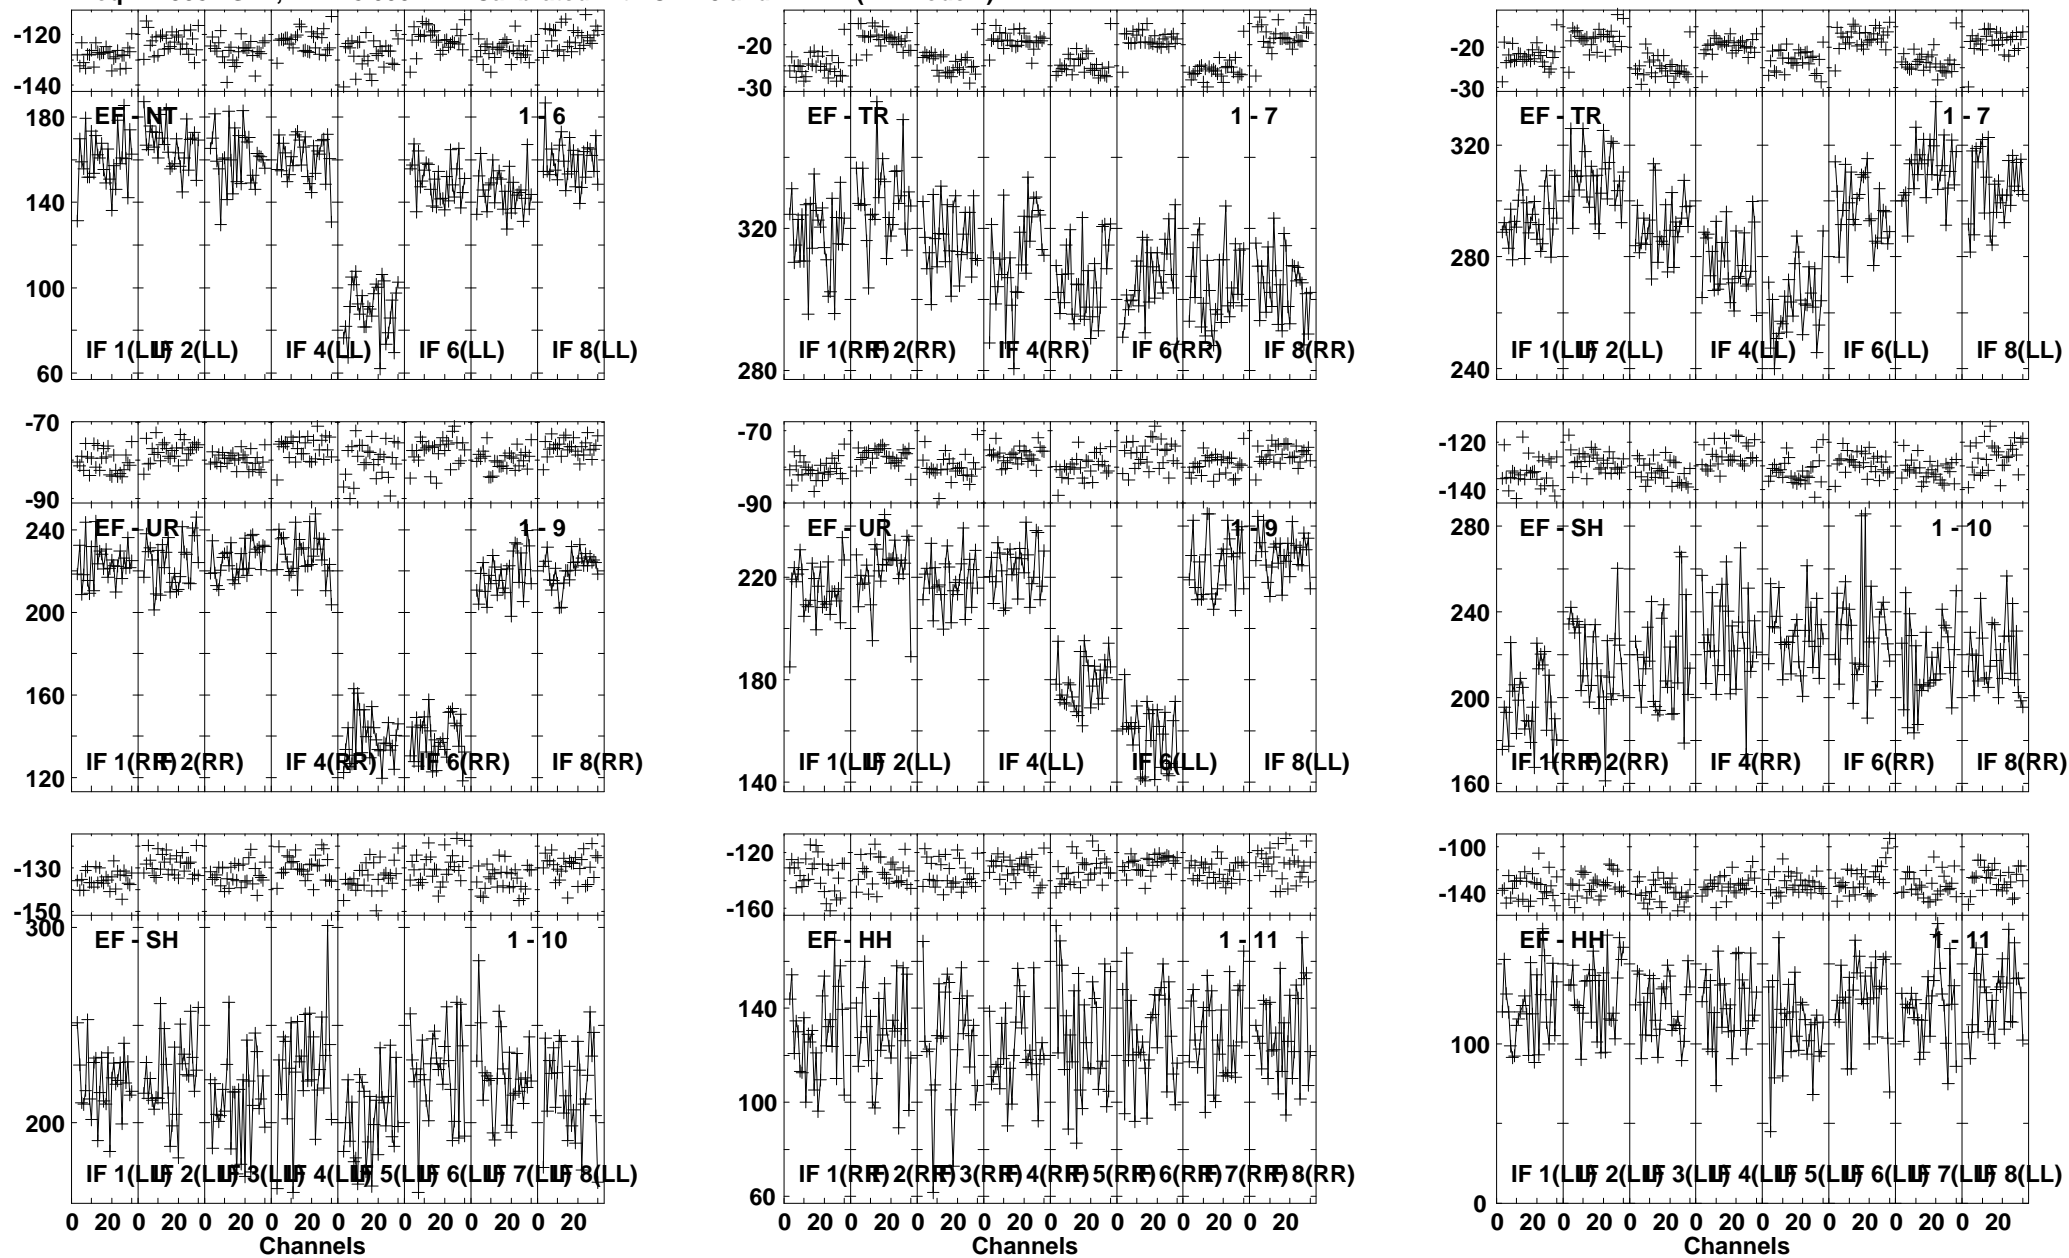 -120
-140
180
140
100
60
EF - NT
1 - 6
IF 1(LL)
IF 2(LL)
IF 4(LL)
IF 6(LL)
IF 8(LL)
-20
-30
320
280
EF - TR
1 - 7
IF 1(RR)
IF 2(RR)
IF 4(RR)
IF 6(RR)
IF 8(RR)
-20
-30
320
280
240
EF - TR
1 - 7
IF 1(LL)
IF 2(LL)
IF 4(LL)
IF 6(LL)
IF 8(LL)
-70
-90
240
200
160
120
EF - UR
1 - 9
IF 1(RR)
IF 2(RR)
IF 4(RR)
IF 6(RR)
IF 8(RR)
-70
-90
220
180
140
EF - UR
1 - 9
IF 1(LL)
IF 2(LL)
IF 4(LL)
IF 6(LL)
IF 8(LL)
-120
-140
280
240
200
160
EF - SH
1 - 10
IF 1(RR)
IF 2(RR)
IF 4(RR)
IF 6(RR)
IF 8(RR)
-130
-150
300
200
EF - SH
1 - 10
IF 1(LL)
IF 2(LL)
IF 3(LL)
IF 4(LL)
IF 5(LL)
IF 6(LL)
IF 7(LL)
IF 8(LL)
0 20 0 20 0 20 0 20 0 20 0 20 0 20 0 20
Channels
-120
-160
140
100
60
EF - HH
1 - 11
IF 1(RR)
IF 2(RR)
IF 3(RR)
IF 4(RR)
IF 5(RR)
IF 6(RR)
IF 7(RR)
IF 8(RR)
0 20 0 20 0 20 0 20 0 20 0 20 0 20 0 20
Channels
-100
-140
100
0
EF - HH
1 - 11
IF 1(LL)
IF 2(LL)
IF 3(LL)
IF 4(LL)
IF 5(LL)
IF 6(LL)
IF 7(LL)
IF 8(LL)
0 20 0 20 0 20 0 20 0 20 0 20 0 20 0 20
Channels